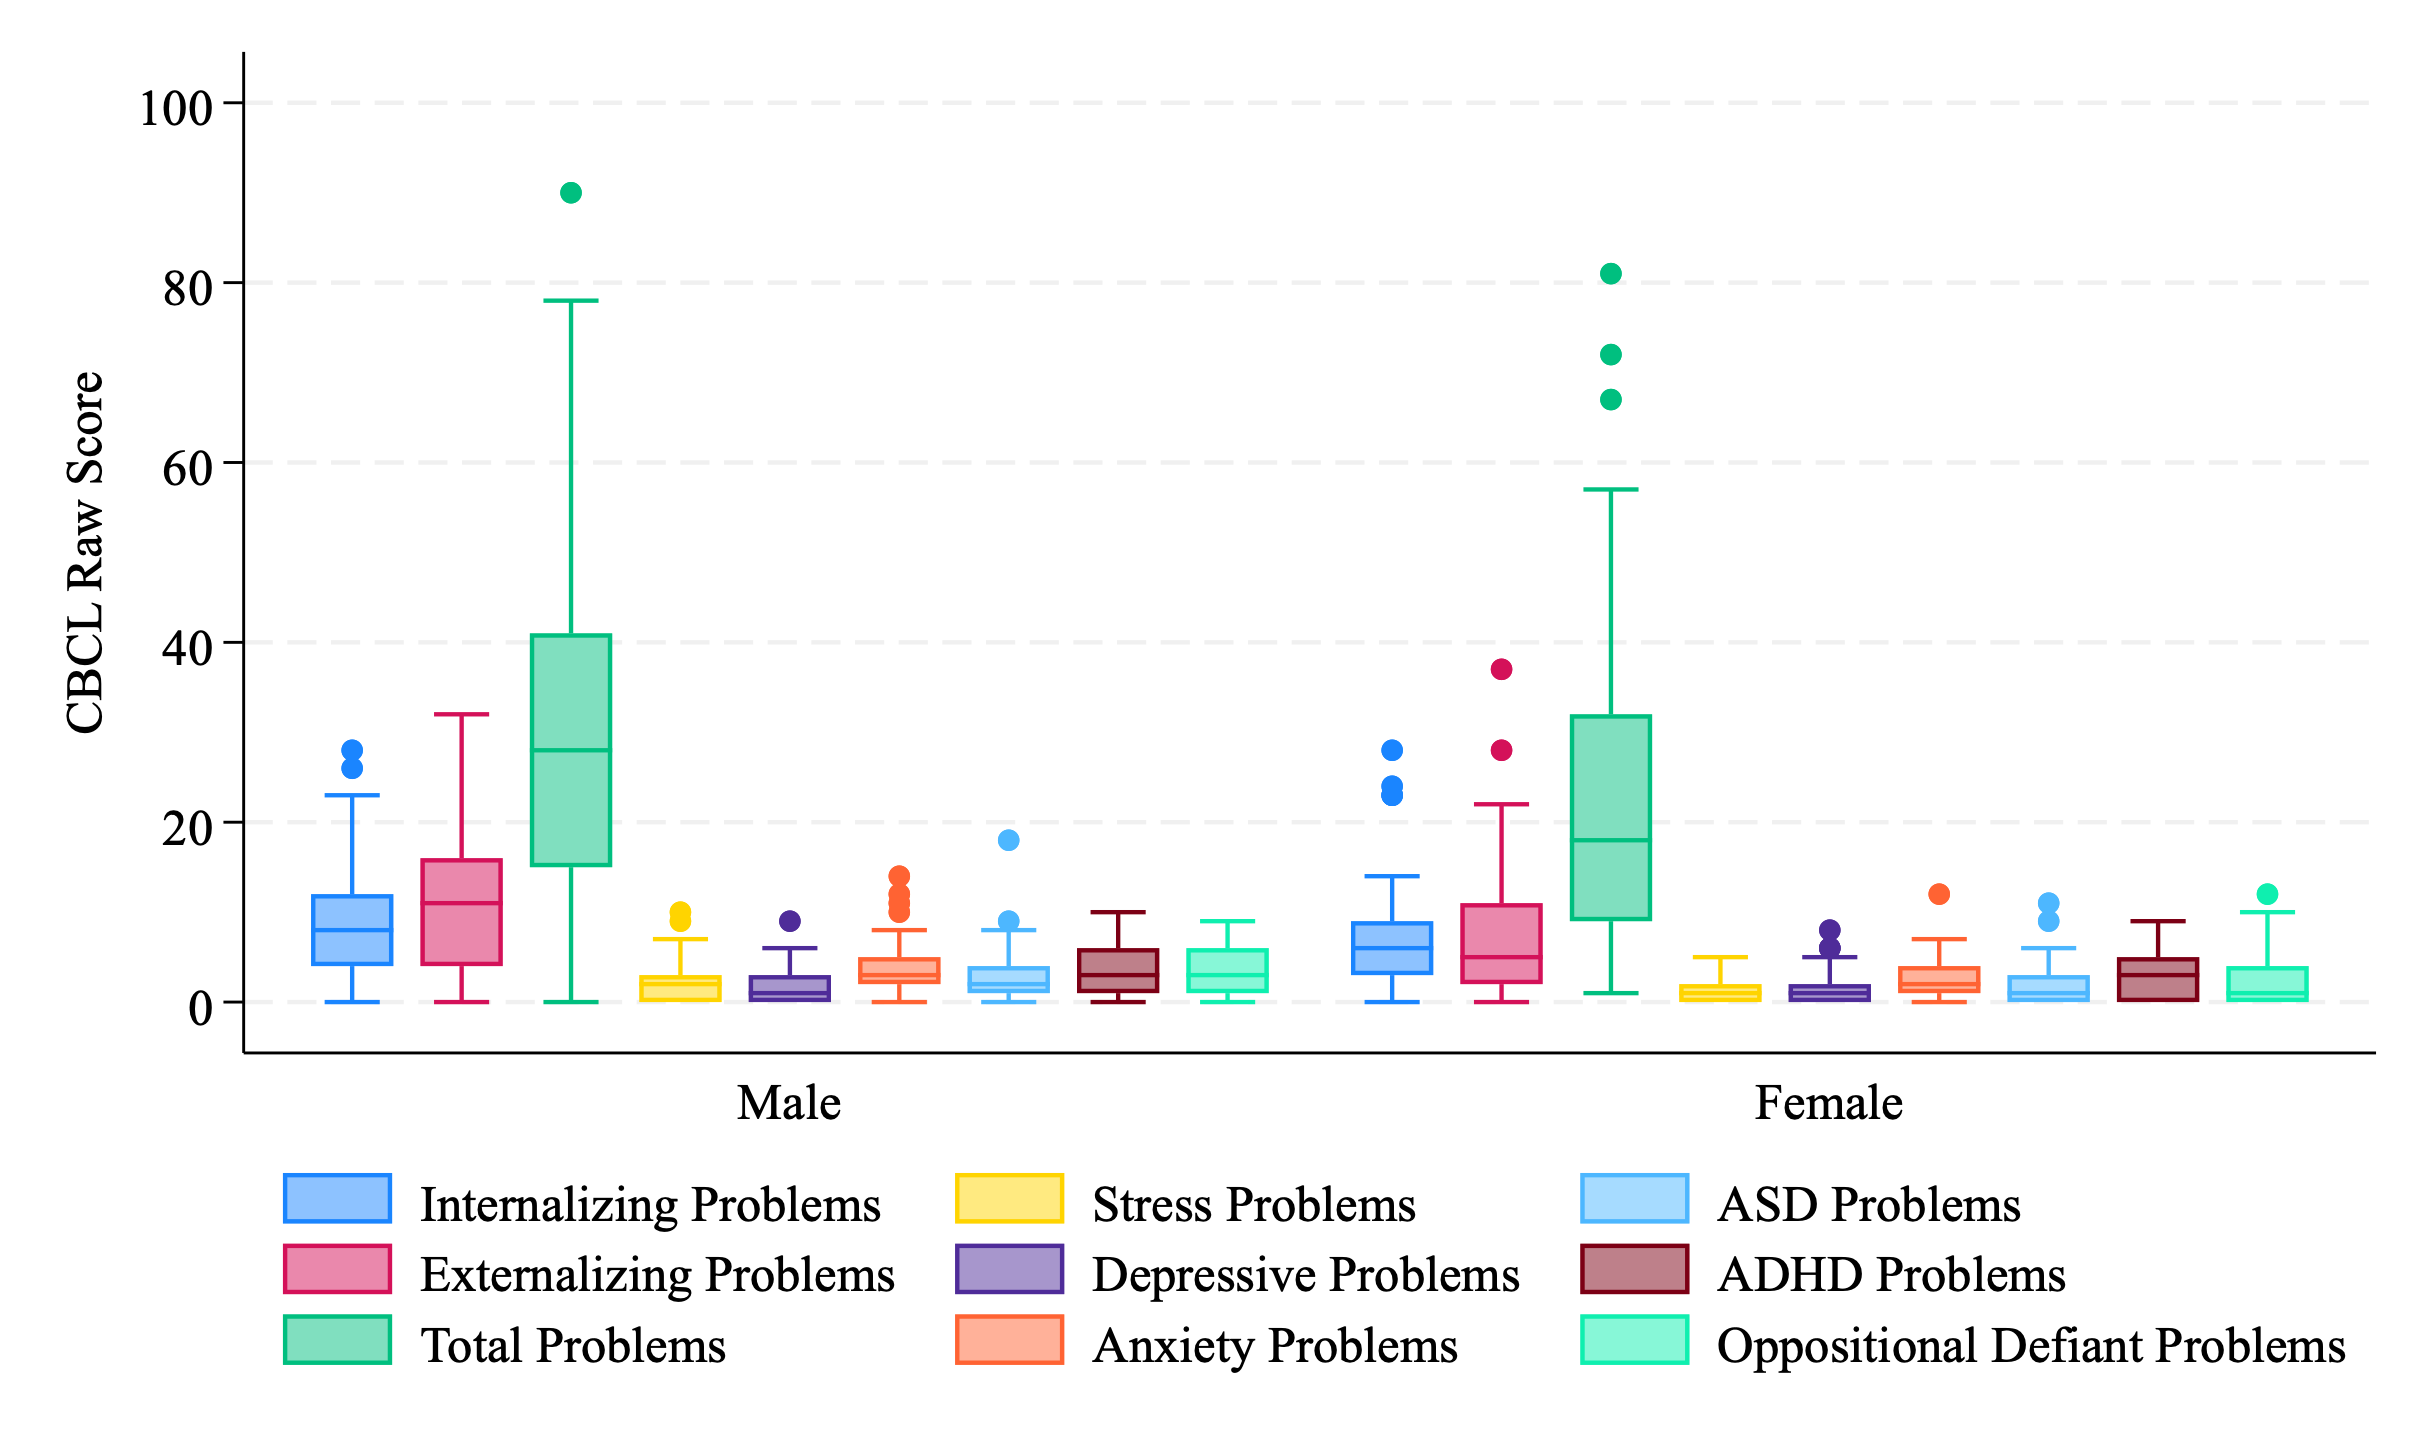 CBCL Raw Score
100
80
60
40
20
0
Male Female
Internalizing Problems Stress Problems ASD Problems
Externalizing Problems Depressive Problems ADHD Problems
Total Problems Anxiety Problems Oppositional Defiant Problems